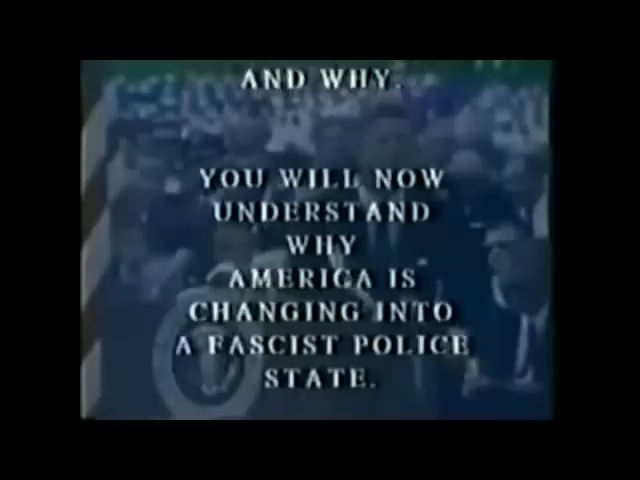 AND WHY.
YOU WILL NOW
UNDERSTAND
WHY
AMERICA IS
CHANGING INTO
A FASCIST POLICE
STATE.